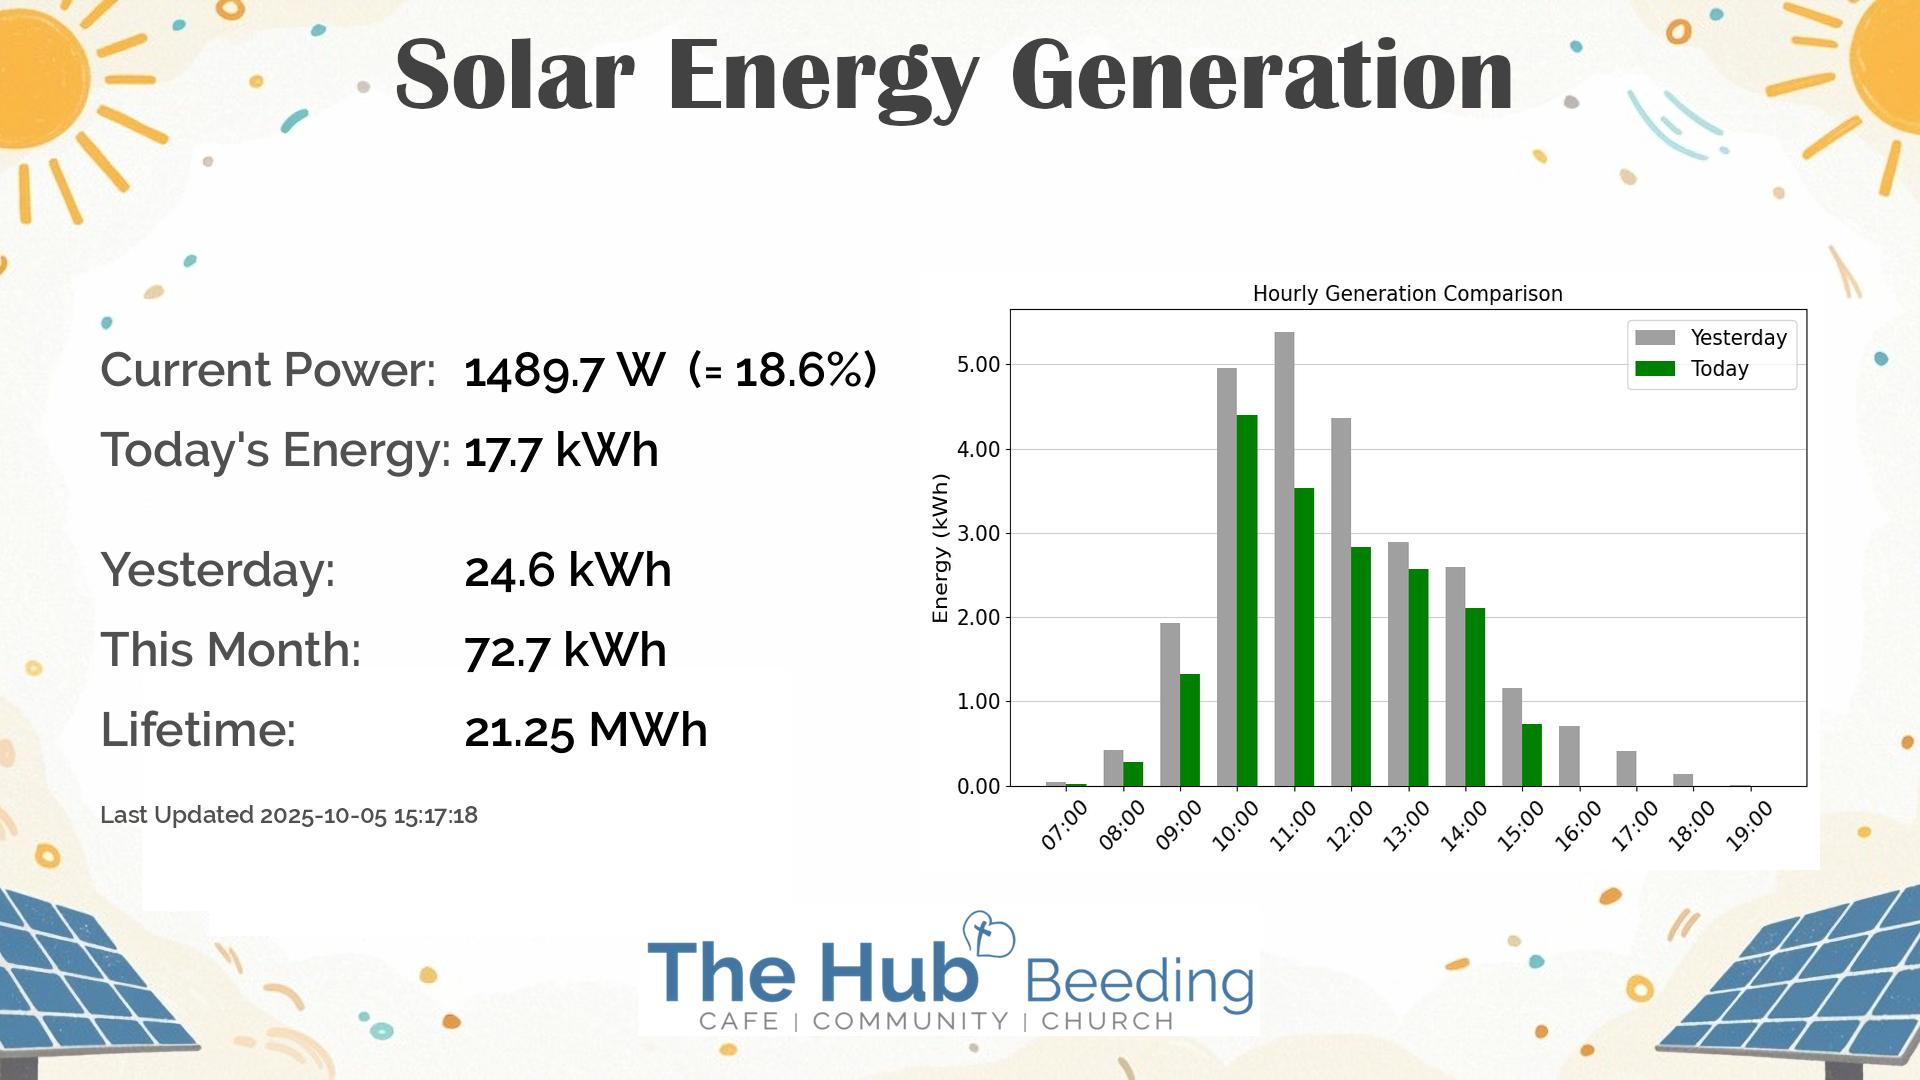 Solar Energy Generation
Current Power: 1489.7 W (= 18.6%)
Today's Energy: 17.7 kWh
Yesterday: 24.6 kWh
This Month: 72.7 kWh
Lifetime: 21.25 MWh
Last Updated 2025-10-05 15:17:18
Hourly Generation Comparison
Yesterday
Today
Energy (kWh)
5.00
4.00
3.00
2.00
1.00
0.00
07:00 08:00 09:00 10:00 11:00 12:00 13:00 14:00 15:00 16:00 17:00 18:00 19:00
The Hub Beeding
CAFE | COMMUNITY | CHURCH